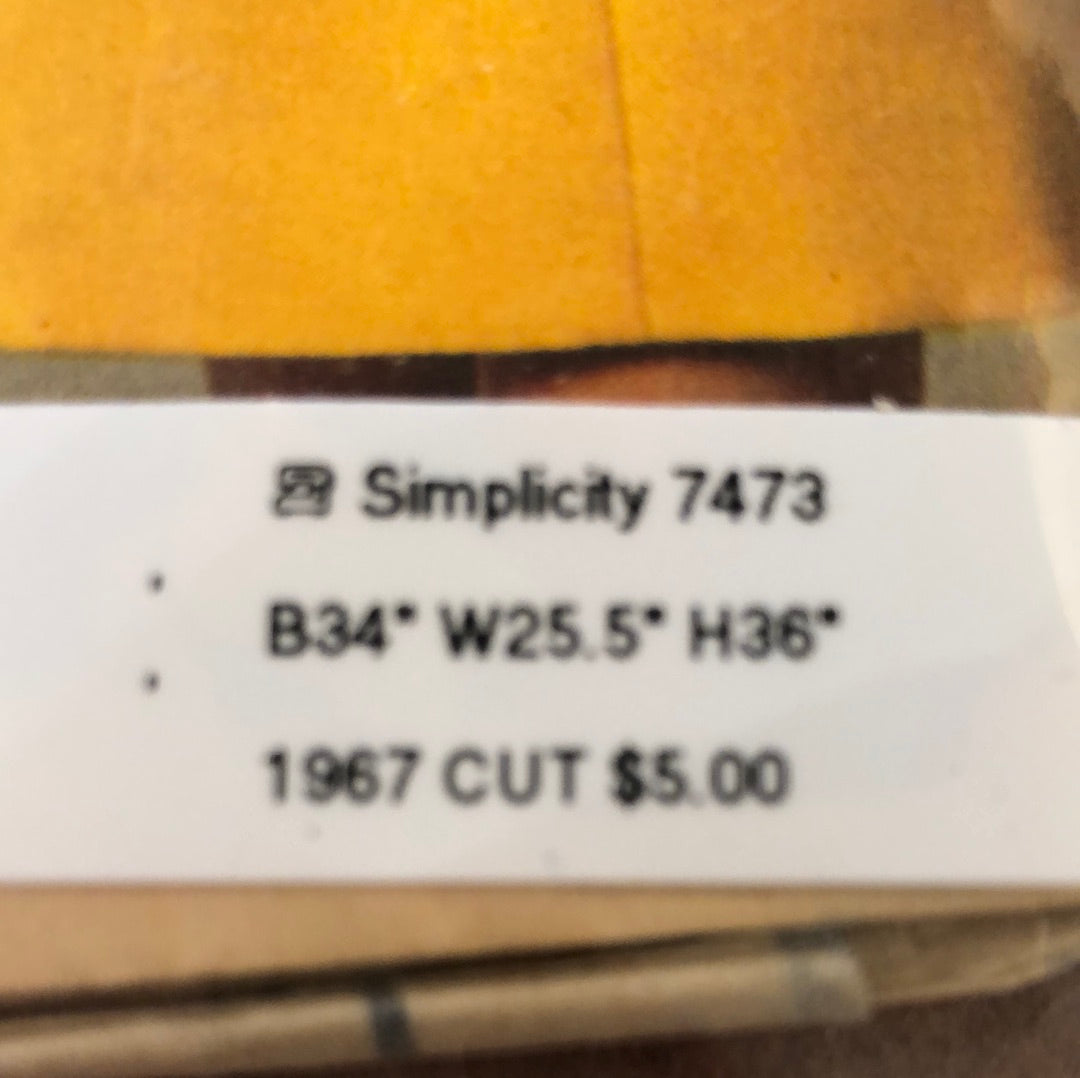 Simplicity 7473
B34" W25.5" H36"
1967 CUT $5.00